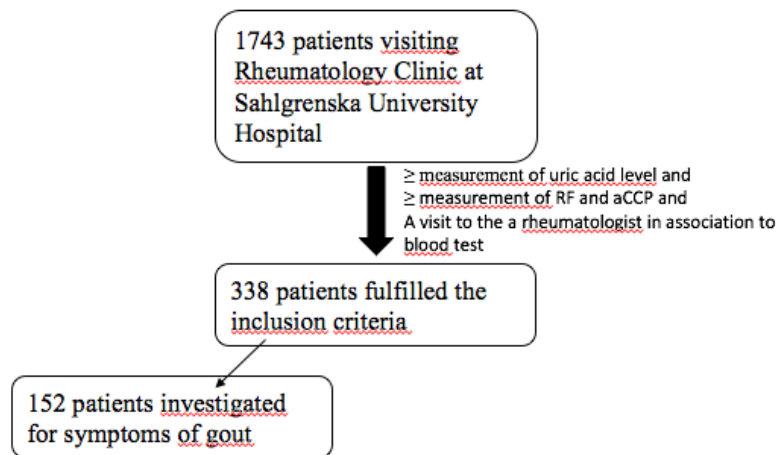 1743 patients visiting
Rheumatology Clinic at
Sahlgrenska University
Hospital
≥ measurement of uric acid level and
≥ measurement of RF and aCCP and
A visit to the a rheumatologist in association to
blood test
338 patients fulfilled the
inclusion criteria
152 patients investigated
for symptoms of gout